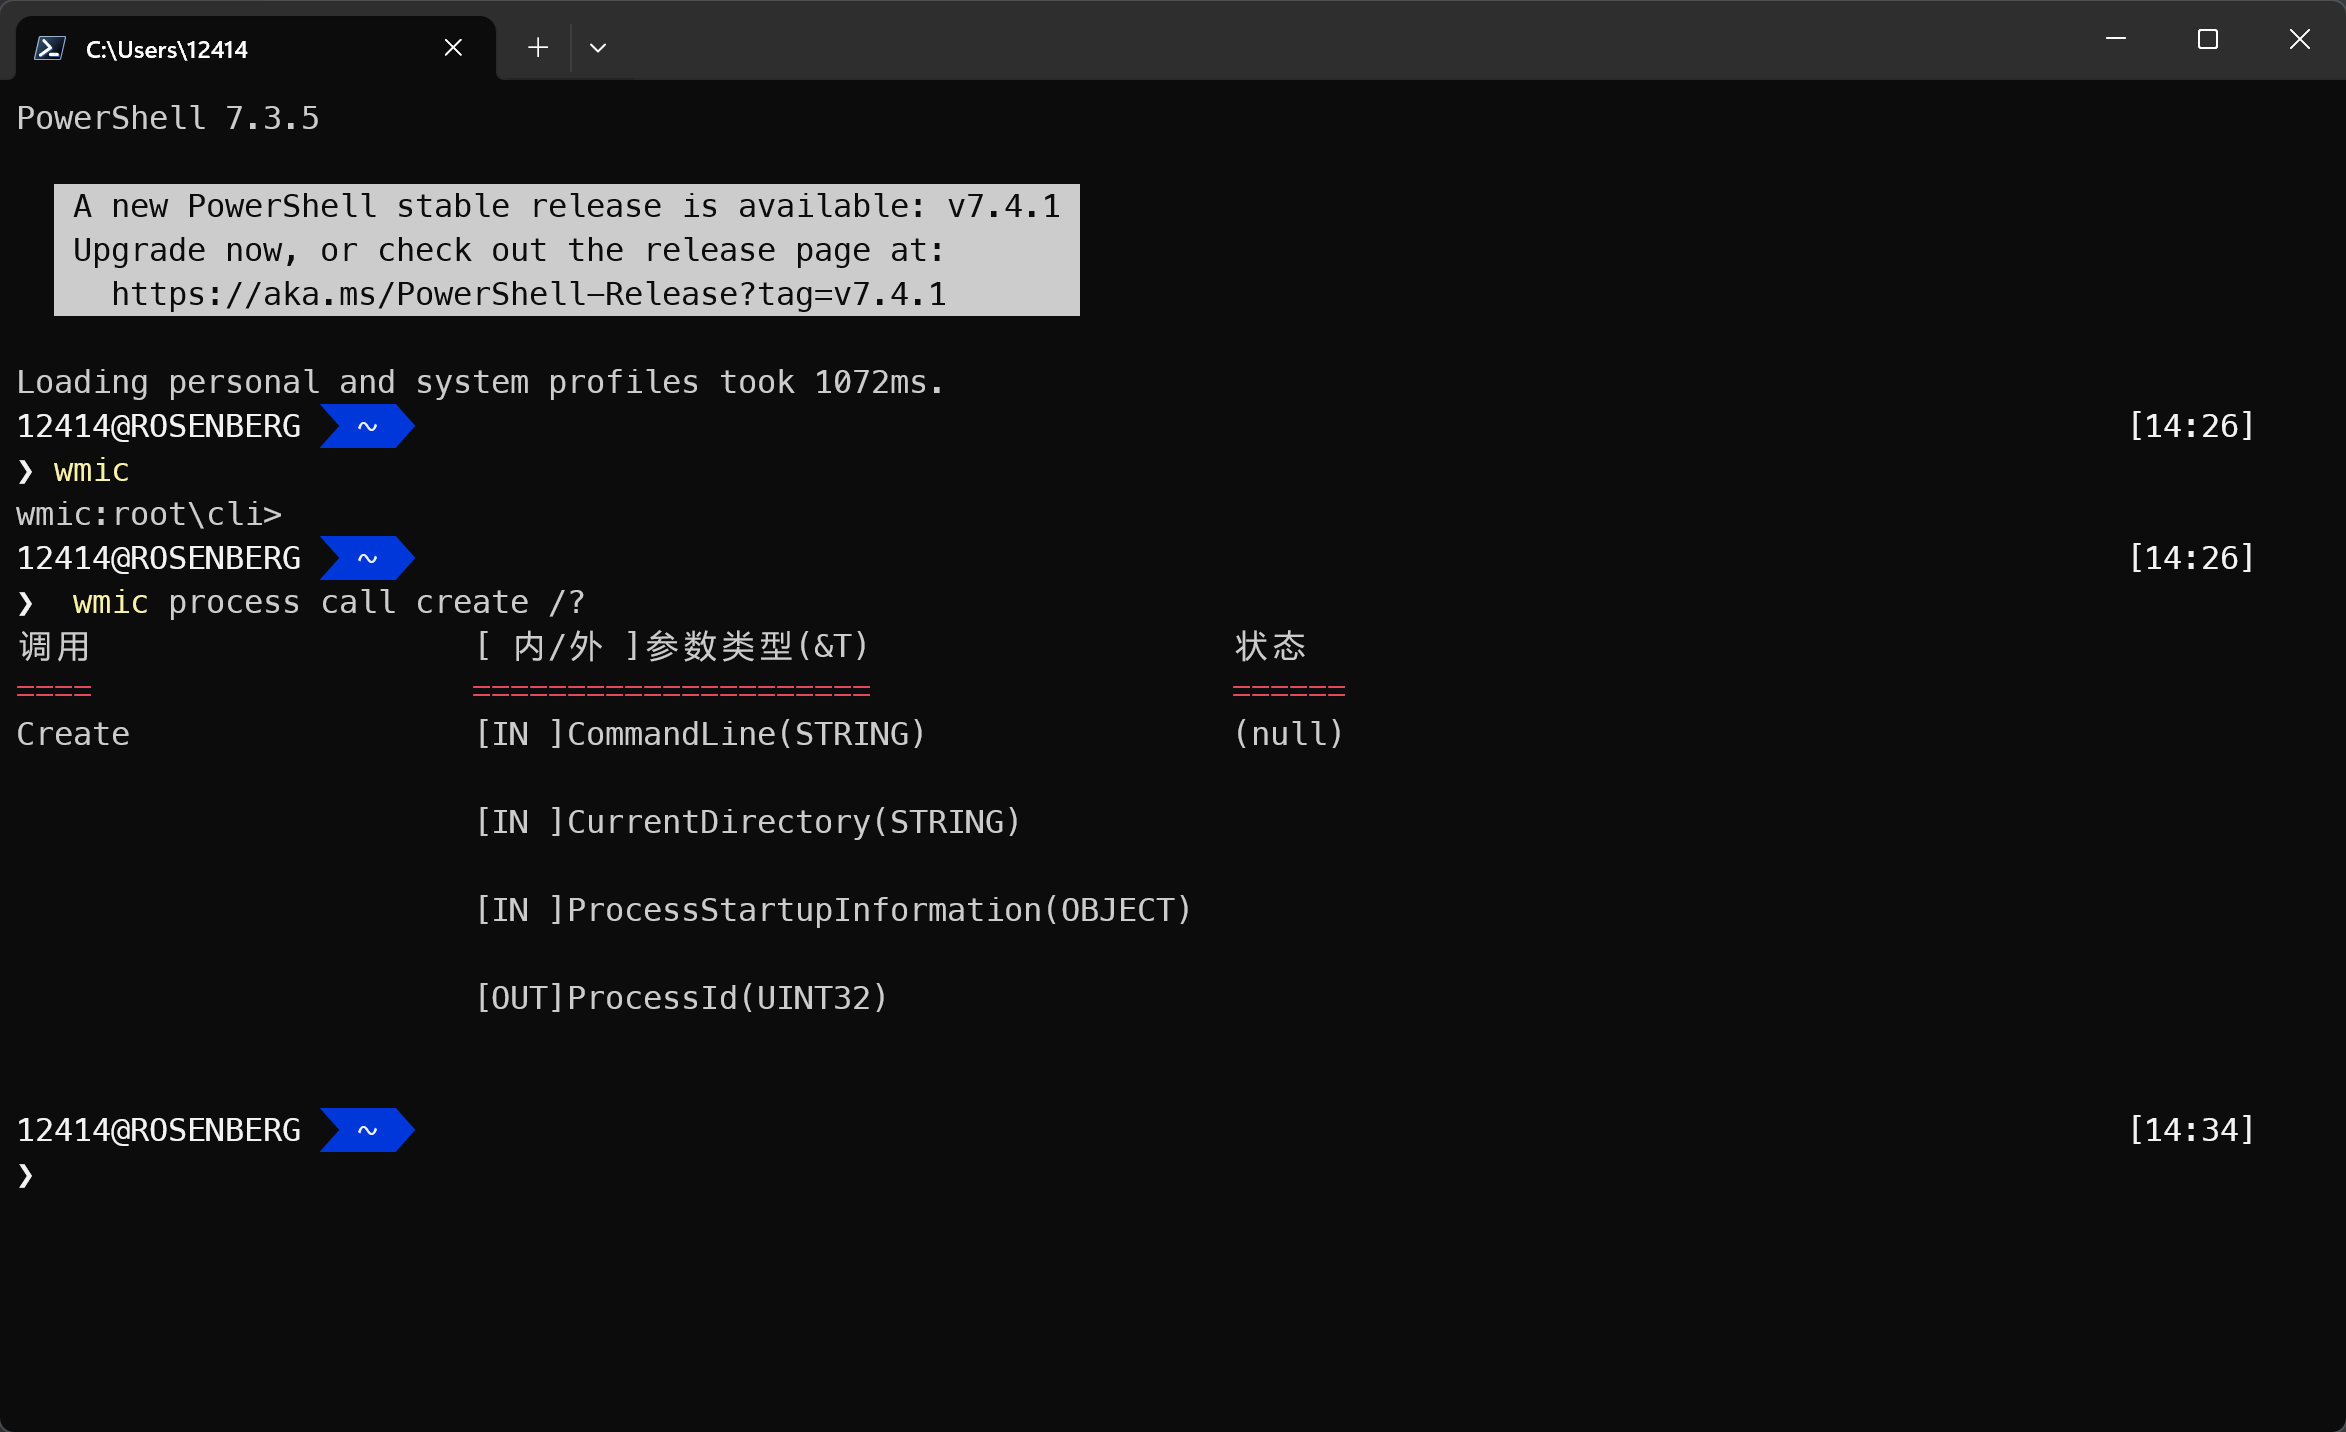 C:\Users\12414
PowerShell 7.3.5
A new PowerShell stable release is available: v7.4.1
Upgrade now, or check out the release page at:
https://aka.ms/PowerShell-Release?tag=v7.4.1
Loading personal and system profiles took 1072ms.
12414@ROSENBERG ~ [14:26]
❯ wmic
wmic:root\cli>
12414@ROSENBERG ~ [14:26]
❯  wmic process call create /?
调用 [ 内/外 ]参数类型(&T) 状态
==== ===================== ======
Create [IN ]CommandLine(STRING) (null)
[IN ]CurrentDirectory(STRING)
[IN ]ProcessStartupInformation(OBJECT)
[OUT]ProcessId(UINT32)
12414@ROSENBERG ~ [14:34]
❯